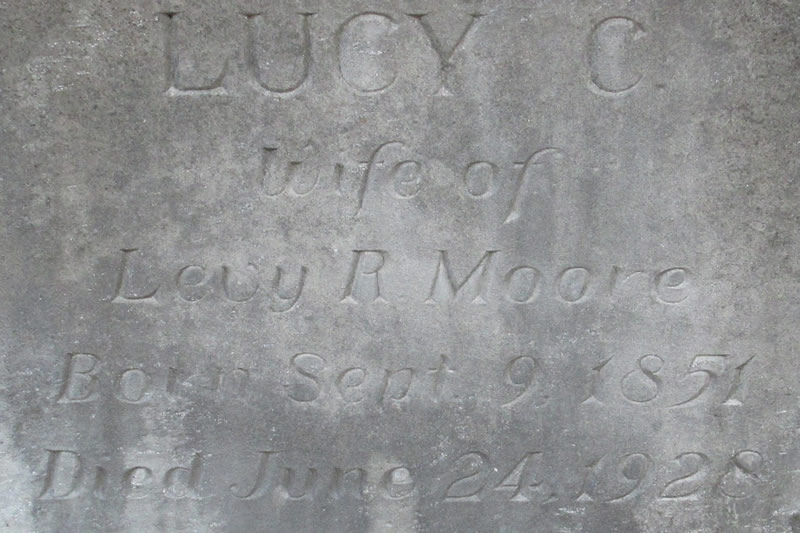 LUCY C
Wife of
Levy R. Moore
Born Sept. 9, 1851
Died June 24, 1928